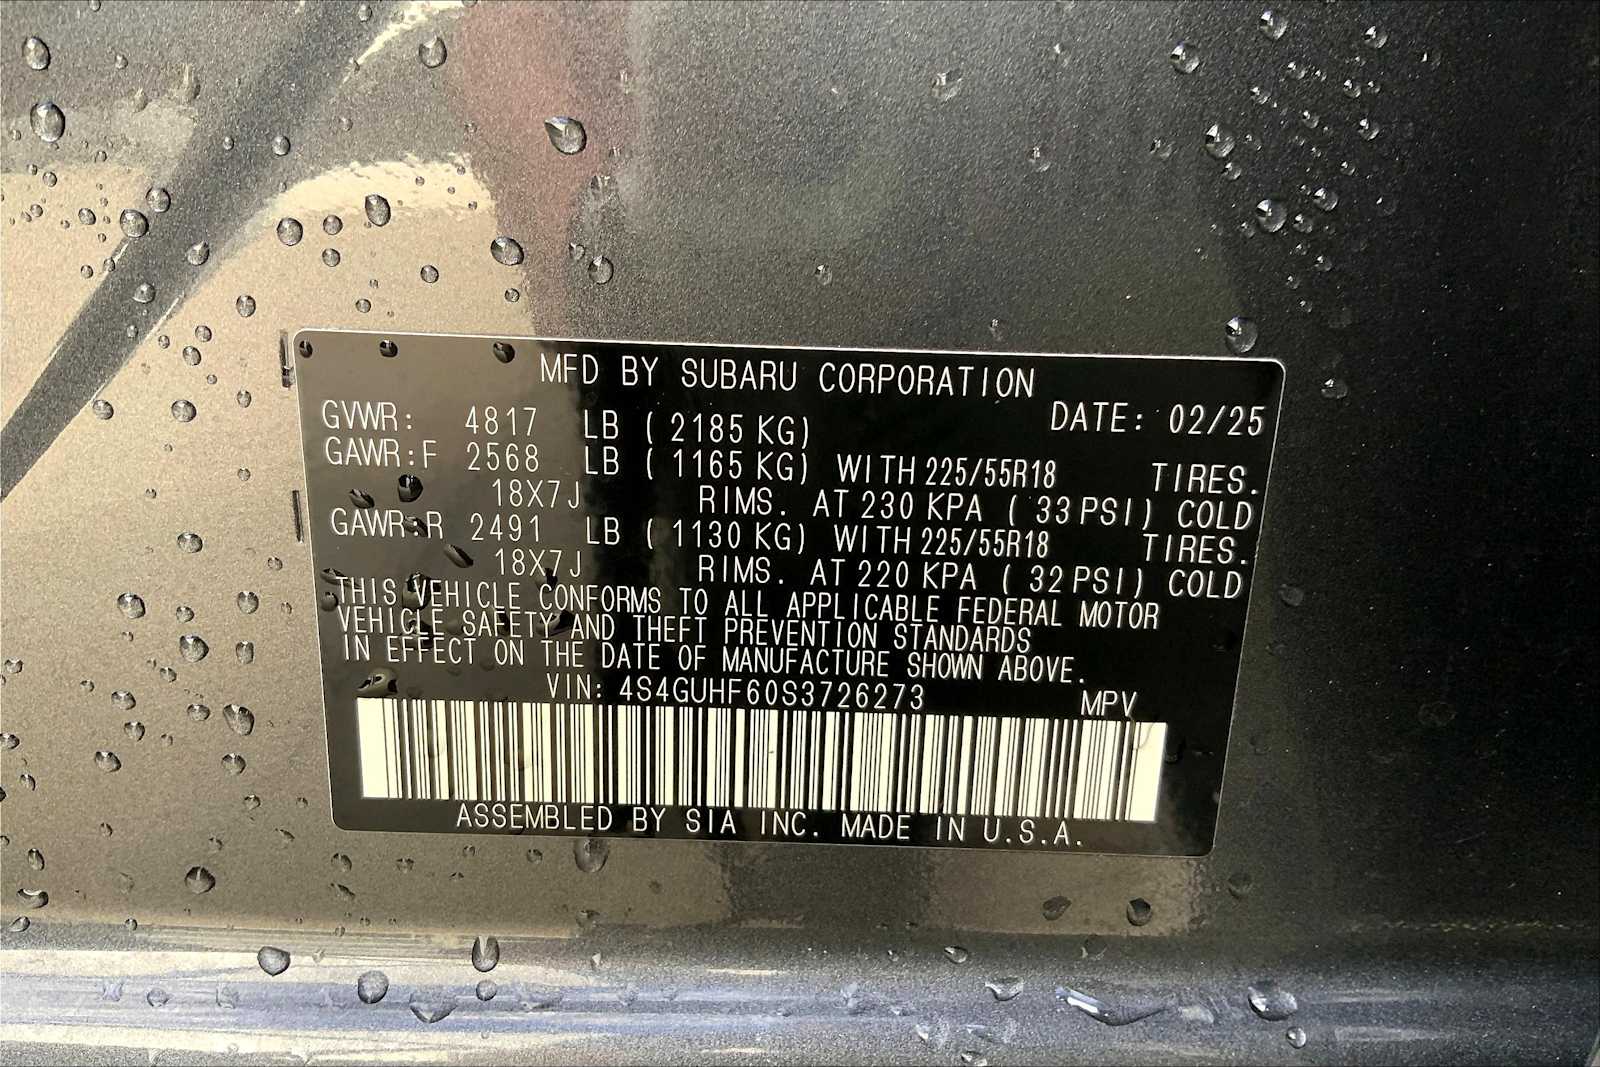 MFD BY SUBARU CORPORATION
DATE: 02/25
GVWR: 4817 LB ( 2185 KG)
GAWR:F 2568 LB ( 1165 KG) WITH 225/55R18 TIRES.
18X7J RIMS. AT 230 KPA ( 33 PSI) COLD
GAWR:R 2491 LB ( 1130 KG) WITH 225/55R18 TIRES.
18X7J RIMS. AT 220 KPA ( 32 PSI) COLD
THIS VEHICLE CONFORMS TO ALL APPLICABLE FEDERAL MOTOR
VEHICLE SAFETY AND THEFT PREVENTION STANDARDS
IN EFFECT ON THE DATE OF MANUFACTURE SHOWN ABOVE.
VIN: 4S4GUHF60S3726273 MPV
ASSEMBLED BY SIA INC. MADE IN U.S.A.